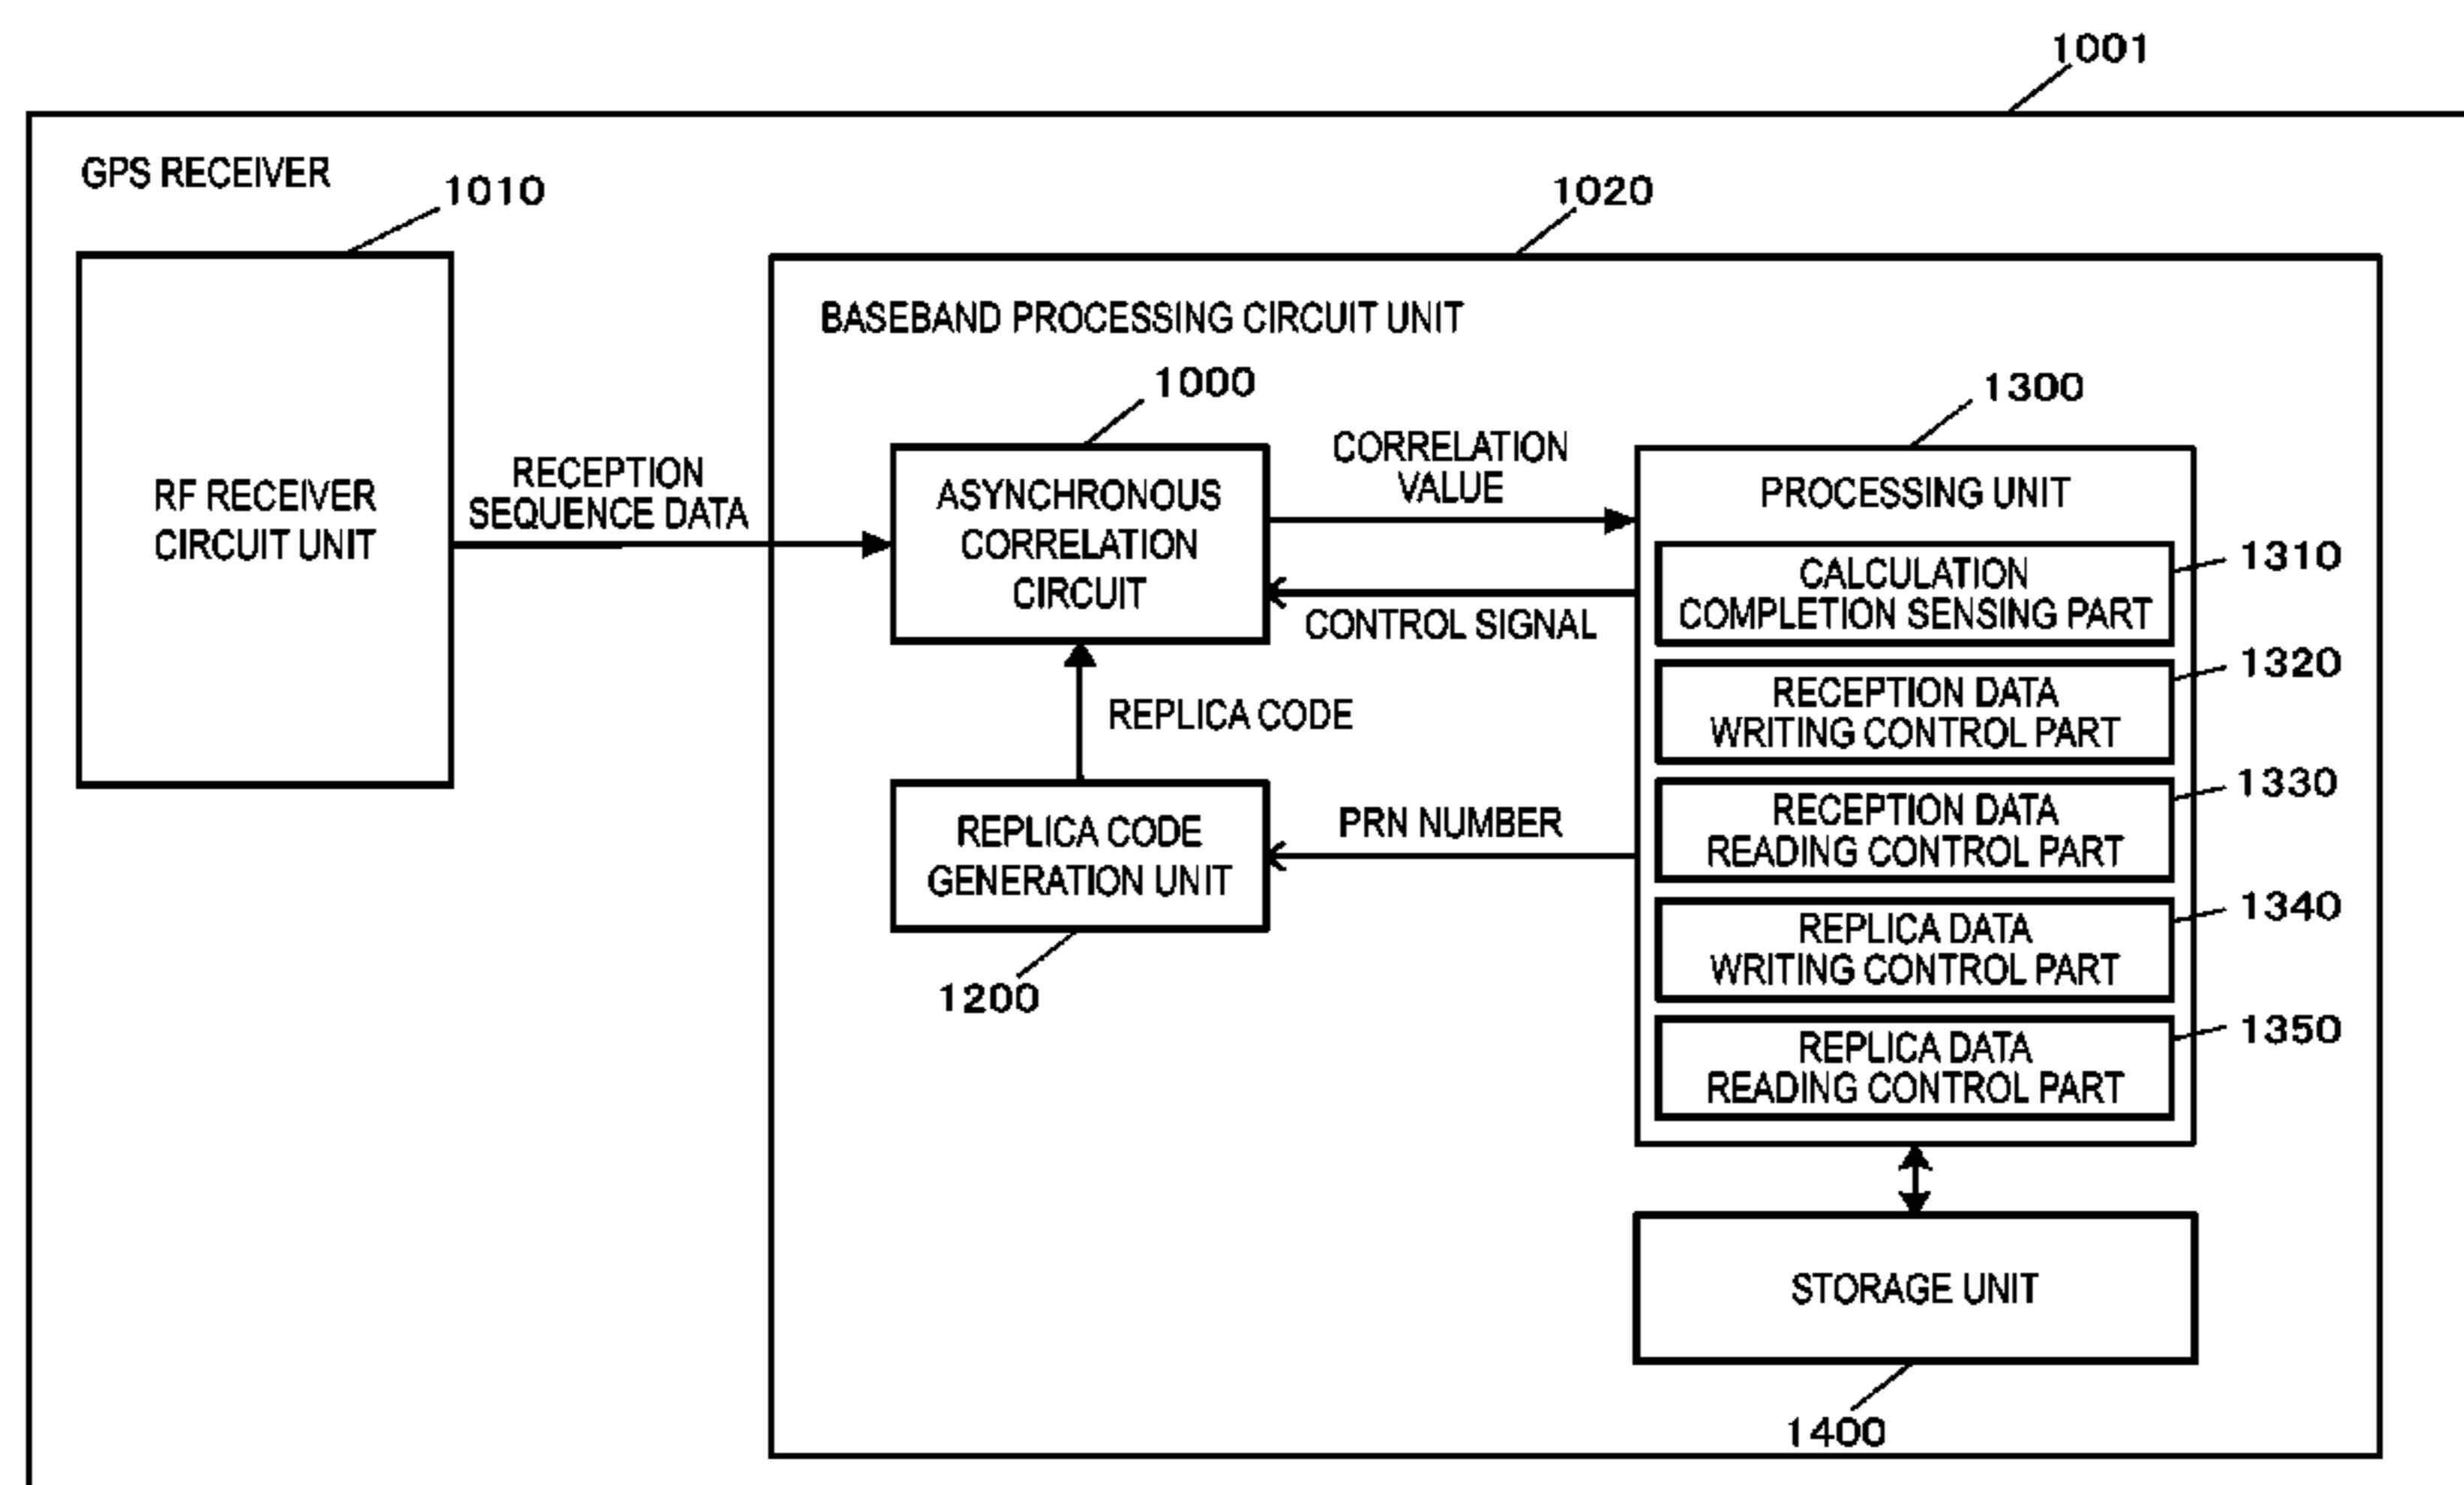 1001
GPS RECEIVER
1010
1020
BASEBAND PROCESSING CIRCUIT UNIT
1000
1300
RF RECEIVER
CIRCUIT UNIT
RECEPTION
SEQUENCE DATA
ASYNCHRONOUS
CORRELATION
CIRCUIT
CORRELATION
VALUE
CONTROL SIGNAL
PROCESSING UNIT
CALCULATION
COMPLETION SENSING PART
1310
RECEPTION DATA
WRITING CONTROL PART
1320
REPLICA CODE
REPLICA CODE
GENERATION UNIT
1200
PRN NUMBER
RECEPTION DATA
READING CONTROL PART
1330
REPLICA DATA
WRITING CONTROL PART
1340
REPLICA DATA
READING CONTROL PART
1350
STORAGE UNIT
1400